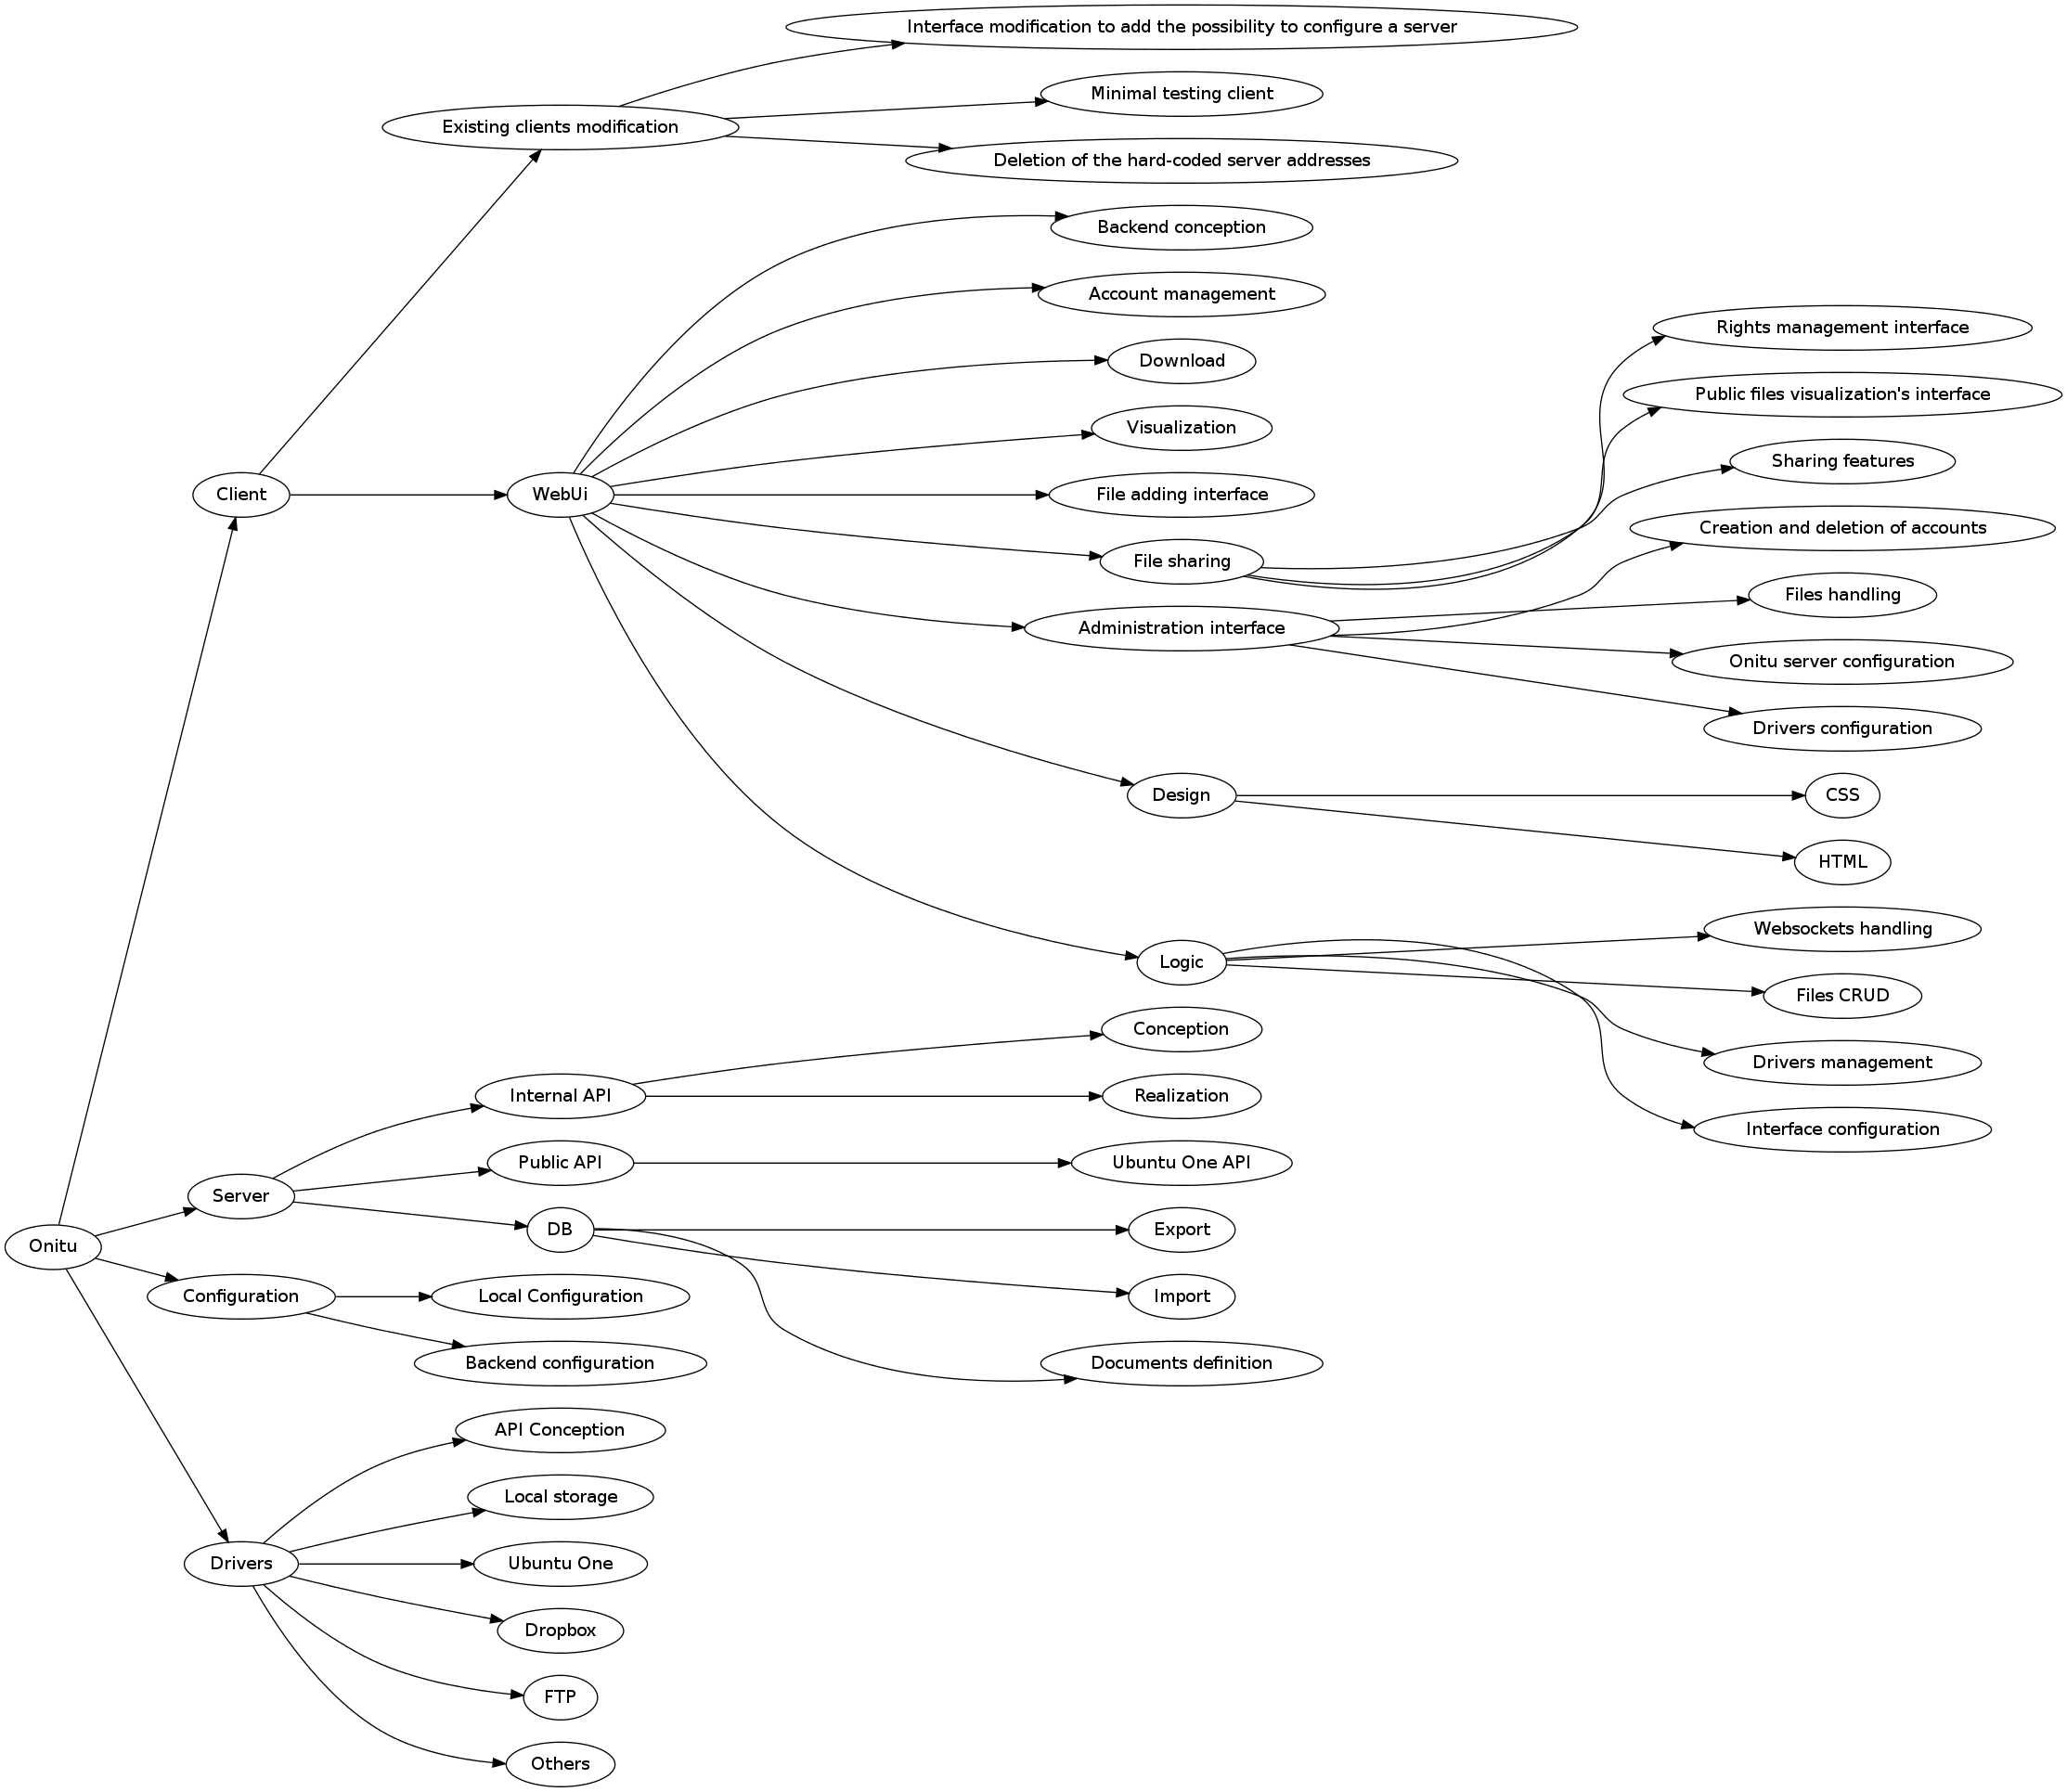 Interface modification to add the possibility to configure a server
Minimal testing client
Existing clients modification
Deletion of the hard-coded server addresses
Backend conception
Account management
Rights management interface
Download
Public files visualization's interface
Visualization
Sharing features
Client
WebUi
File adding interface
Creation and deletion of accounts
File sharing
Files handling
Administration interface
Onitu server configuration
Drivers configuration
Design
CSS
HTML
Websockets handling
Logic
Files CRUD
Conception
Drivers management
Internal API
Realization
Interface configuration
Public API
Ubuntu One API
Server
DB
Export
Onitu
Configuration
Local Configuration
Import
Backend configuration
Documents definition
API Conception
Local storage
Drivers
Ubuntu One
Dropbox
FTP
Others